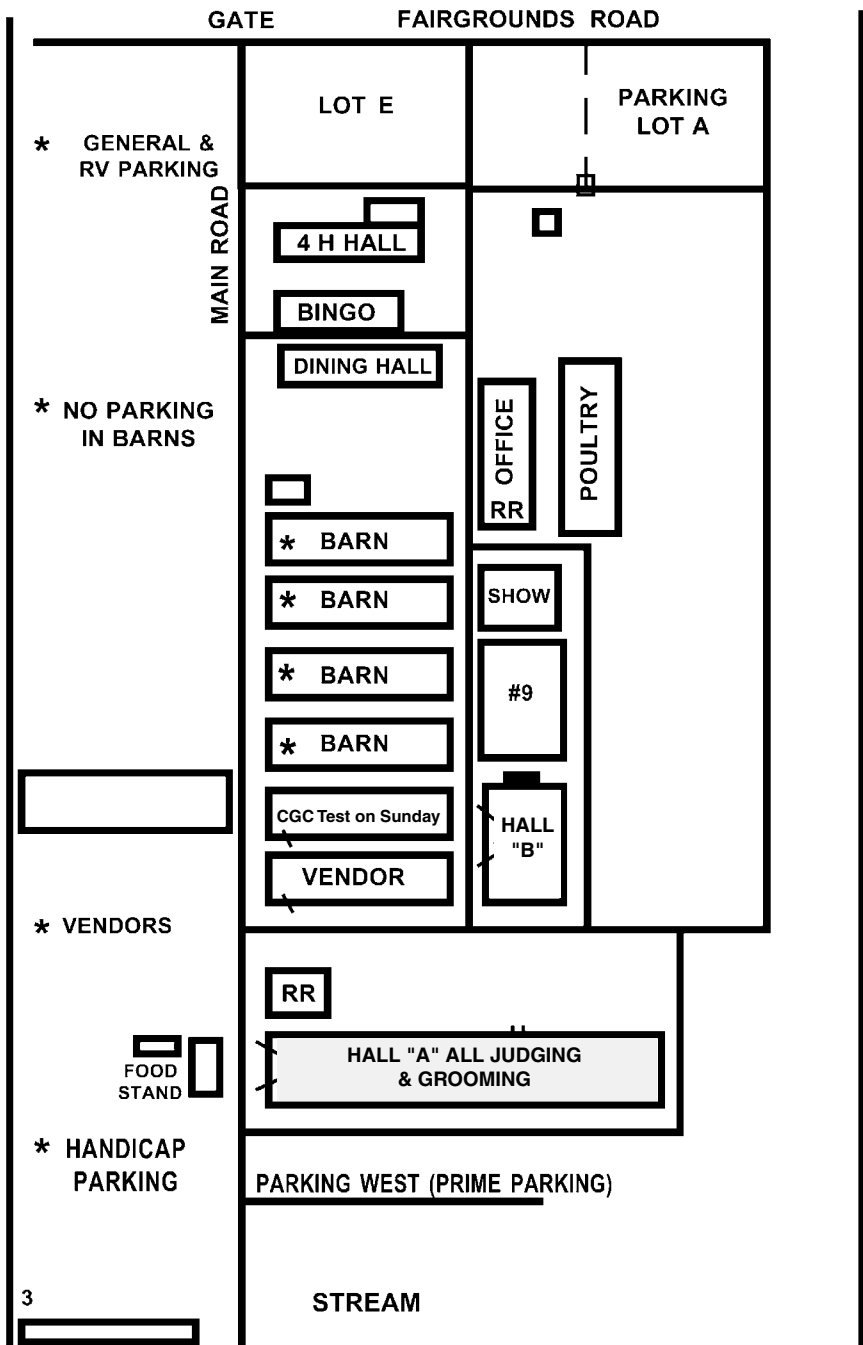 GATE
FAIRGROUNDS ROAD
LOT E
PARKING
LOT A
* GENERAL &
RV PARKING
MAIN ROAD
4 H HALL
BINGO
DINING HALL
* NO PARKING
IN BARNS
OFFICE
RR
POULTRY
* BARN
* BARN
* BARN
* BARN
SHOW
#9
CGC Test on Sunday
HALL
"B"
VENDOR
* VENDORS
RR
HALL "A" ALL JUDGING
& GROOMING
FOOD
STAND
* HANDICAP
PARKING
PARKING WEST (PRIME PARKING)
3
STREAM